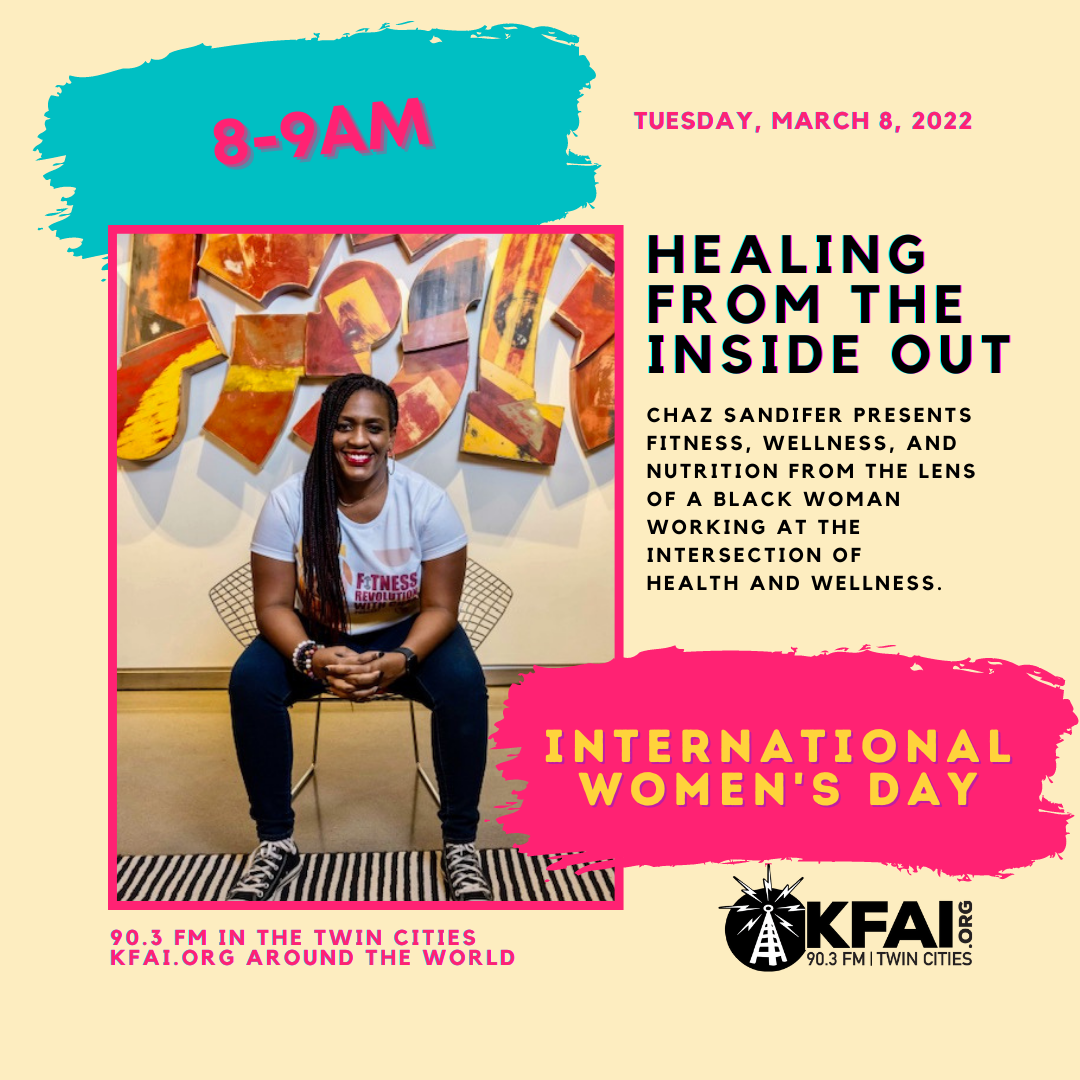 8-9AM
TUESDAY, MARCH 8, 2022
HEALING
FROM THE
INSIDE OUT
CHAZ SANDIFER PRESENTS
FITNESS, WELLNESS, AND
NUTRITION FROM THE LENS
OF A BLACK WOMAN
WORKING AT THE
INTERSECTION OF
HEALTH AND WELLNESS.
FITNESS
REVOLUTION
WITH
INTERNATIONAL
WOMEN'S DAY
90.3 FM IN THE TWIN CITIES
KFAI.ORG AROUND THE WORLD
KFAI.ORG
90.3 FM | TWIN CITIES